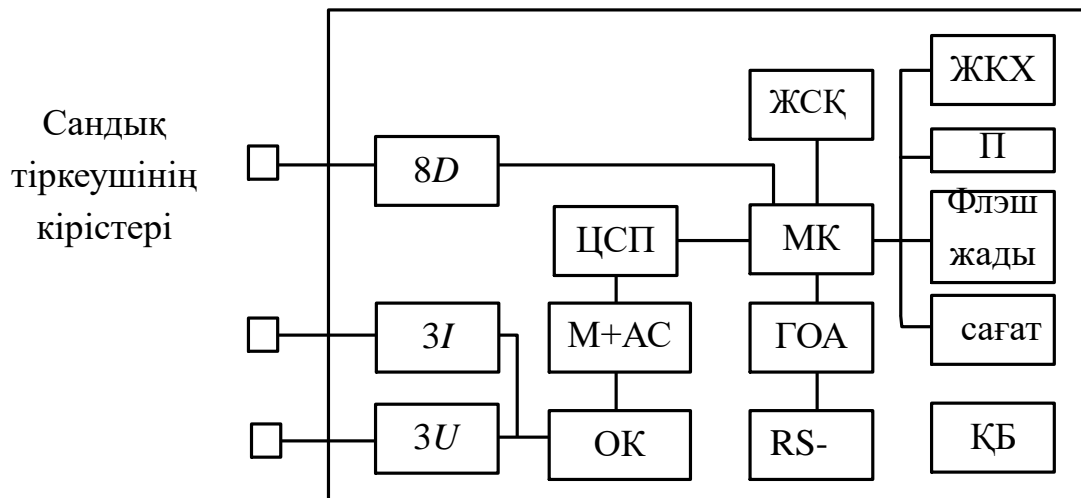 Сандық
тіркеушінің
кірістері
8D
3I
3U
ЦСП
М+АС
ОК
ЖСҚ
МК
ГОА
RS-
ЖКХ
П
Флэш
жады
сағат
ҚБ